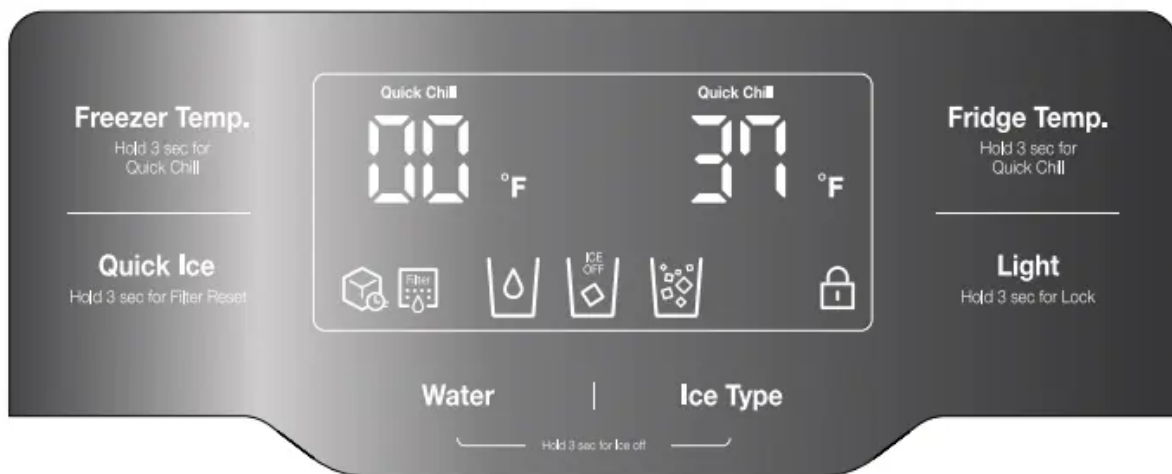 Freezer Temp.
Hold 3 sec for
Quick Chill
Quick Ice
Hold 3 sec for Filter Reset
Quick Chill
00 °F
Quick Chill
37 °F
Filter
ICE
OFF
Fridge Temp.
Hold 3 sec for
Quick Chill
Light
Hold 3 sec for Lock
Water | Ice Type
Hold 3 sec for Ice off